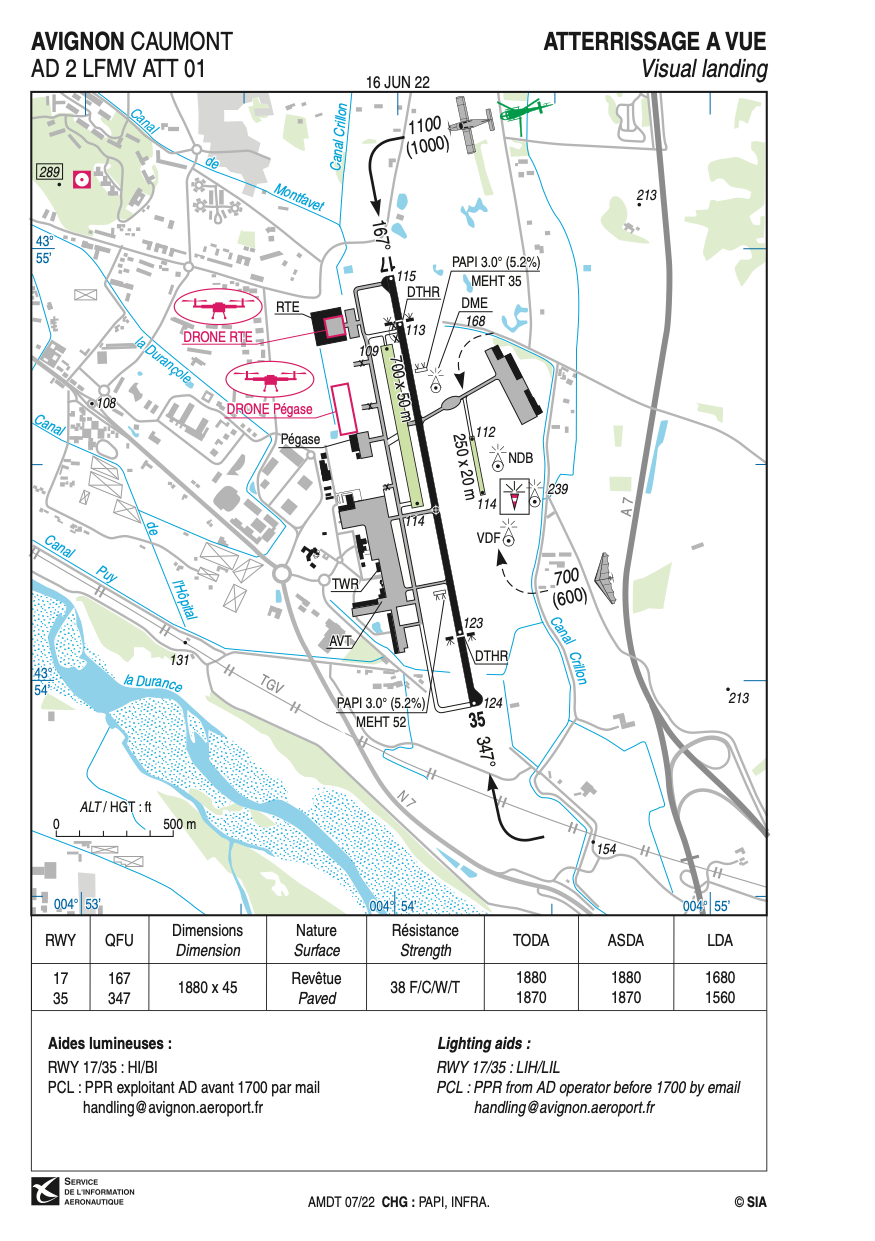 AVIGNON CAUMONT
AD 2 LFMV ATT 01
ATTERRISSAGE A VUE
Visual landing
16 JUN 22
Canal
de
Montfavet
Canal Crillon
1100
(1000)
289
213
43°
55'
167°
17
115
PAPI 3.0° (5.2%)
MEHT 35
DTHR
RTE
DME
168
113
DRONE RTE
109
la Durançole
700 x 50 m
DRONE Pégase
108
Canal
Pégase
112
250 x 20 m
NDB
239
114
114
A 7
de
VDF
Canal
Puy
l'Hôpital
TWR
700
(600)
AVT
123
Canal Crillon
131
DTHR
43°
54'
la Durance
TGV
213
PAPI 3.0° (5.2%)
MEHT 52
124
35
347°
N 7
ALT / HGT : ft
0
500 m
154
004° 53'
004° 54'
004° 55'
RWY
QFU
Dimensions
Dimension
Nature
Surface
Résistance
Strength
TODA
ASDA
LDA
17
35
167
347
1880 x 45
Revêtue
Paved
38 F/C/W/T
1880
1870
1880
1870
1680
1560
Aides lumineuses :
RWY 17/35 : HI/BI
PCL : PPR exploitant AD avant 1700 par mail
handling@avignon.aeroport.fr
Lighting aids :
RWY 17/35 : LIH/LIL
PCL : PPR from AD operator before 1700 by email
handling@avignon.aeroport.fr
SERVICE
DE L'INFORMATION
AERONAUTIQUE
AMDT 07/22 CHG : PAPI, INFRA.
© SIA